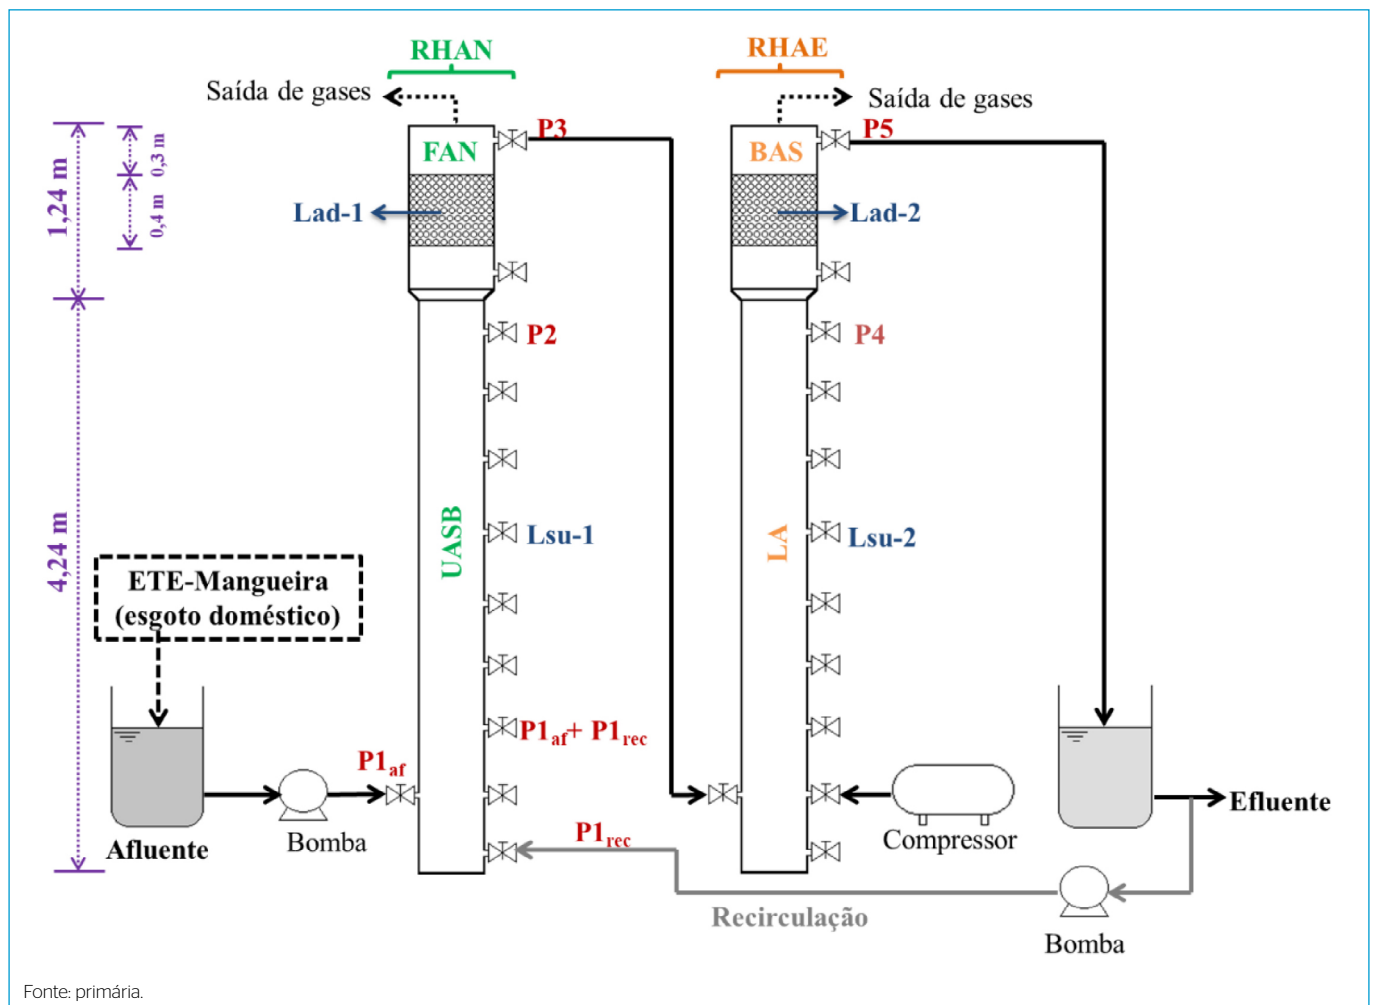 RHAN
RHAE
Saída de gases
Saída de gases
P3
P5
FAN
BAS
0,3 m
1,24 m
0,4 m
Lad-1
Lad-2
P2
P4
UASB
Lsu-1
LA
Lsu-2
4,24 m
ETE-Mangueira
(esgoto doméstico)
P1af+ P1rec
P1af
Afluente
Bomba
P1rec
Compressor
Efluente
Recirculação
Bomba
Fonte: primária.